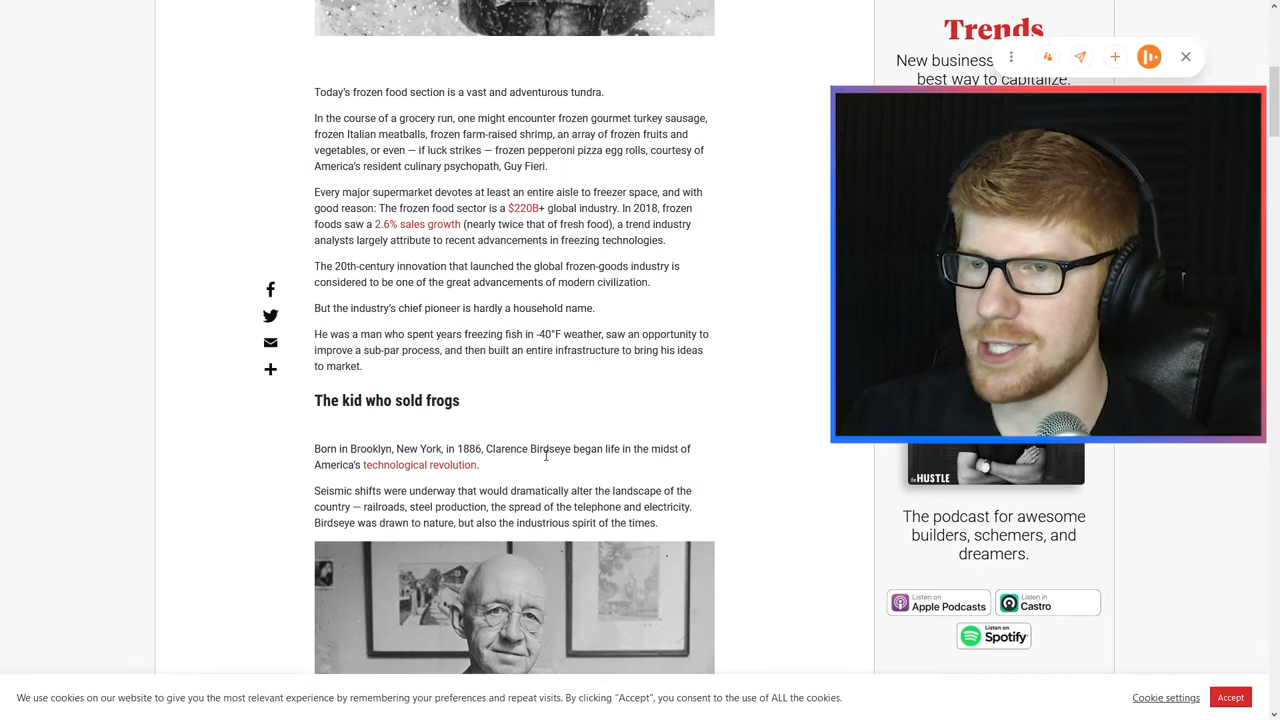 Today's frozen food section is a vast and adventurous tundra.
In the course of a grocery run, one might encounter frozen gourmet turkey sausage,
frozen Italian meatballs, frozen farm-raised shrimp, an array of frozen fruits and
vegetables, or even — if luck strikes — frozen pepperoni pizza egg rolls, courtesy of
America's resident culinary psychopath, Guy Fieri.
Every major supermarket devotes at least an entire aisle to freezer space, and with
good reason: The frozen food sector is a $220B+ global industry. In 2018, frozen
foods saw a 2.6% sales growth (nearly twice that of fresh food), a trend industry
analysts largely attribute to recent advancements in freezing technologies.
The 20th-century innovation that launched the global frozen-goods industry is
considered to be one of the great advancements of modern civilization.
But the industry's chief pioneer is hardly a household name.
He was a man who spent years freezing fish in -40°F weather, saw an opportunity to
improve a sub-par process, and then built an entire infrastructure to bring his ideas
to market.
The kid who sold frogs
Born in Brooklyn, New York, in 1886, Clarence Birdseye began life in the midst of
America's technological revolution.
Seismic shifts were underway that would dramatically alter the landscape of the
country — railroads, steel production, the spread of the telephone and electricity.
Birdseye was drawn to nature, but also the industrious spirit of the times.
Trends
New business
best way to capitalize.
the HUSTLE
The podcast for awesome
builders, schemers, and
dreamers.
Listen on
Apple Podcasts
Listen in
Castro
Listen on
Spotify
We use cookies on our website to give you the most relevant experience by remembering your preferences and repeat visits. By clicking "Accept", you consent to the use of ALL the cookies.
Cookie settings
Accept